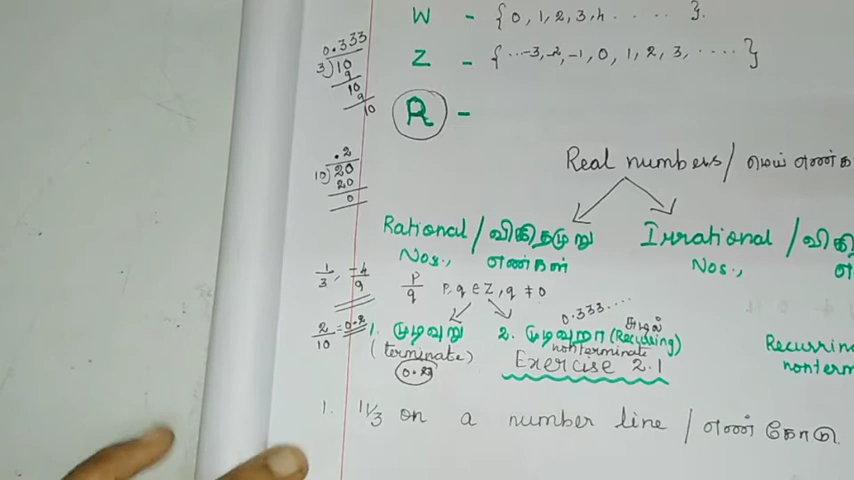 W - {0, 1, 2, 3, 4 ..... }.
Z - {...-3, -2, -1, 0, 1, 2, 3, .....}
R -
0.333
3)10
9
10
9
10
.2
10)20
20
0
Real numbers/ மெய் எண்க
Rational / விகிதமுறு
Nos., எண்கள்
Irrational / விகி
Nos.,
1/3, -4/9
p/q p, q ∈ Z, q ≠ 0
2/10 = 0.2
1. முடிவுறு
(terminate)
0.2
0.333....
2. முடிவுறா (Recurring)
சுழல்
nonterminate
Recurrin
nonterm
Exercise 2.1
1. 11/3 on a number line / எண் கோடு